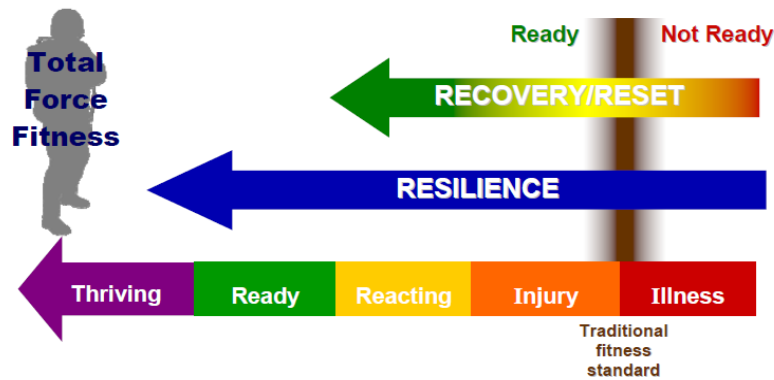 Total
Force
Fitness
Ready
Not Ready
RECOVERY/RESET
RESILIENCE
Thriving
Ready
Reacting
Injury
Illness
Traditional
fitness
standard